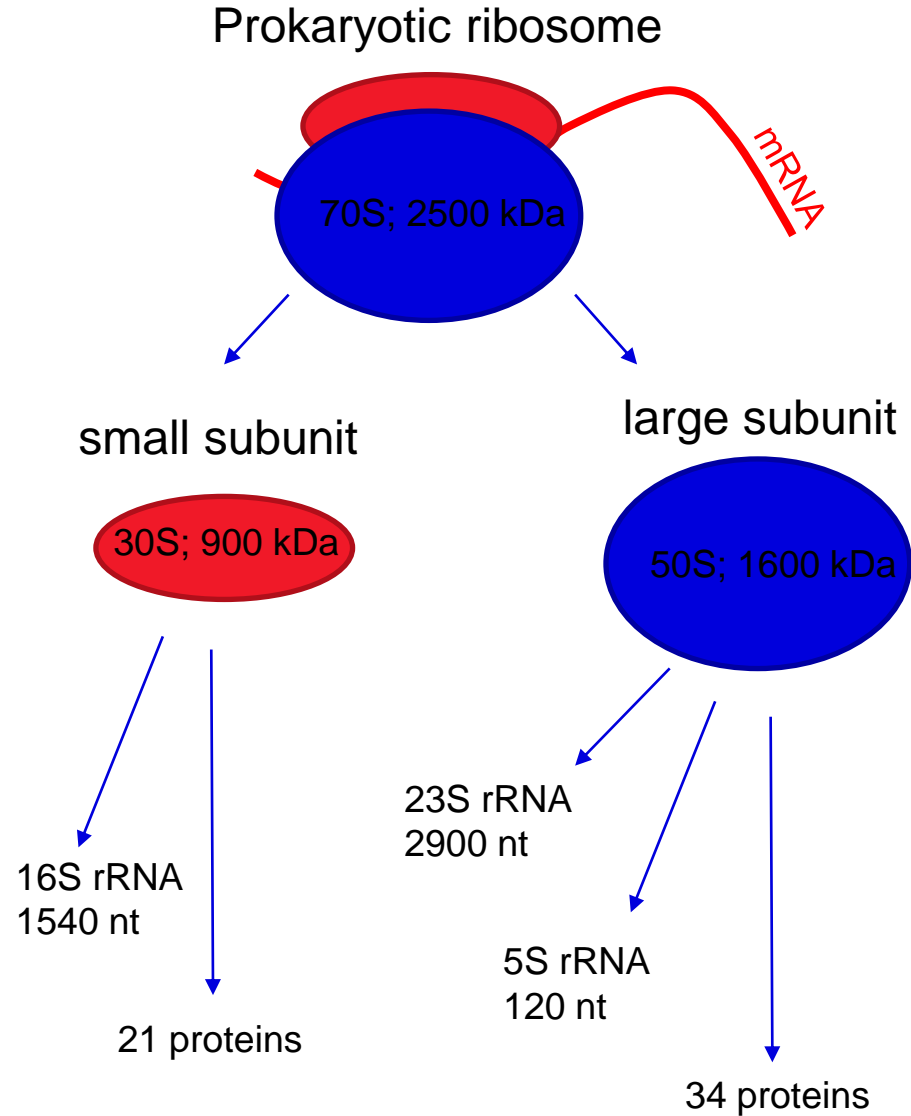 Prokaryotic ribosome
mRNA
70S; 2500 kDa
small subunit
large subunit
30S; 900 kDa
50S; 1600 kDa
23S rRNA
2900 nt
16S rRNA
1540 nt
5S rRNA
120 nt
21 proteins
34 proteins